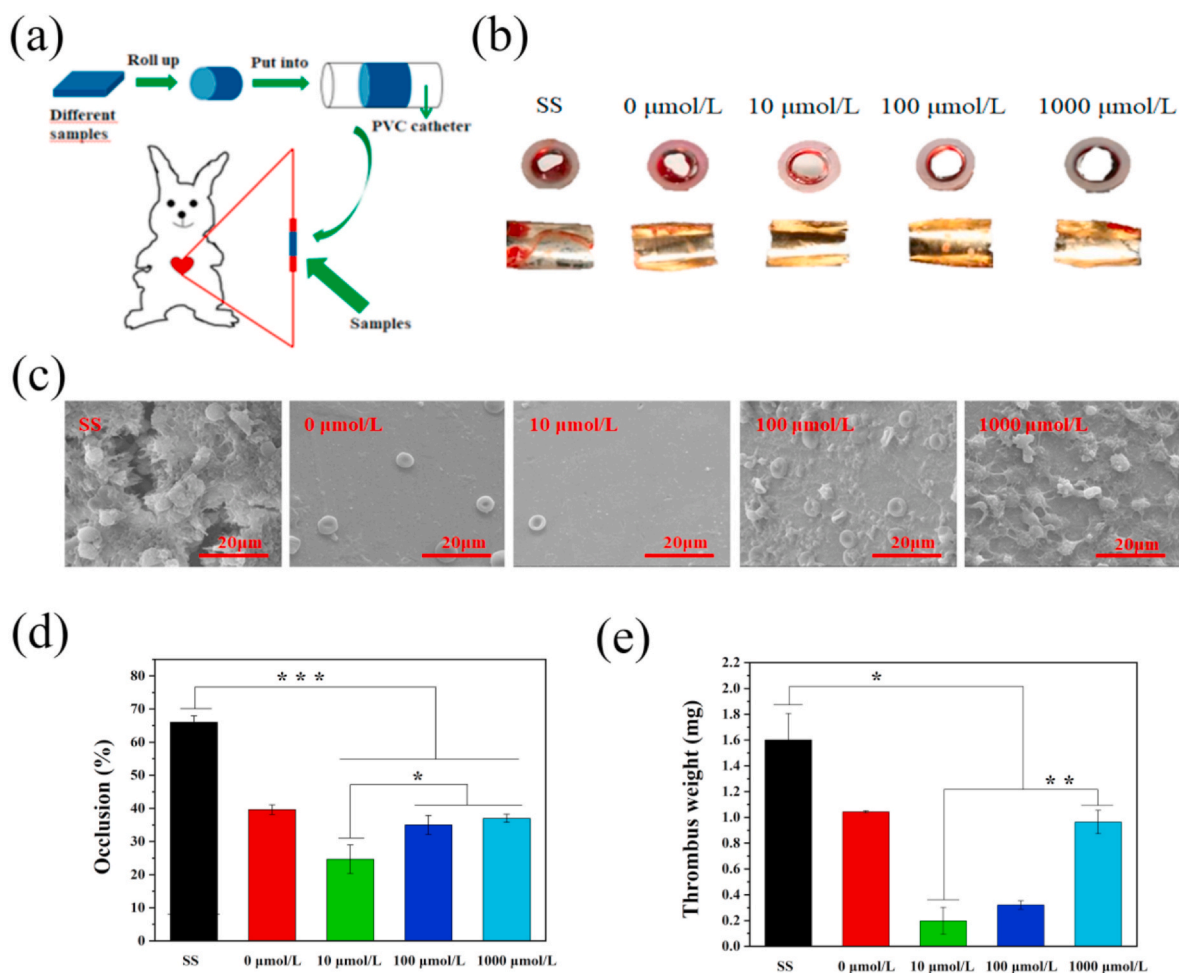 (a)
Roll up
Put into
Different
samples
PVC catheter
Samples
(b)
SS 0 μmol/L 10 μmol/L 100 μmol/L 1000 μmol/L
(c)
SS 0 μmol/L 10 μmol/L 100 μmol/L 1000 μmol/L
20μm 20μm 20μm 20μm 20μm
(d)
Occlusion (%)
80
70
60
50
40
30
20
10
0
* * *
*
SS 0 μmol/L 10 μmol/L 100 μmol/L 1000 μmol/L
(e)
Thrombus weight (mg)
2.2
2.0
1.8
1.6
1.4
1.2
1.0
0.8
0.6
0.4
0.2
0.0
*
* *
SS 0 μmol/L 10 μmol/L 100 μmol/L 1000 μmol/L